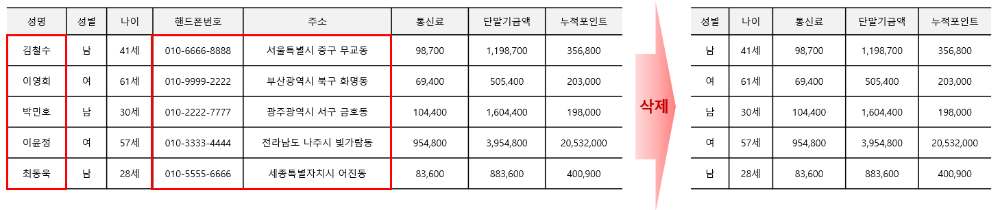 성명 성별 나이 핸드폰번호 주소 통신료 단말기금액 누적포인트
김철수 남 41세 010-6666-8888 서울특별시 중구 무교동 98,700 1,198,700 356,800
이영희 여 61세 010-9999-2222 부산광역시 북구 화명동 69,400 505,400 203,000
박민호 남 30세 010-2222-7777 광주광역시 서구 금호동 104,400 1,604,400 198,000
이윤정 여 57세 010-3333-4444 전라남도 나주시 빛가람동 954,800 3,954,800 20,532,000
최동욱 남 28세 010-5555-6666 세종특별자치시 어진동 83,600 883,600 400,900
삭제
성별 나이 통신료 단말기금액 누적포인트
남 41세 98,700 1,198,700 356,800
여 61세 69,400 505,400 203,000
남 30세 104,400 1,604,400 198,000
여 57세 954,800 3,954,800 20,532,000
남 28세 83,600 883,600 400,900